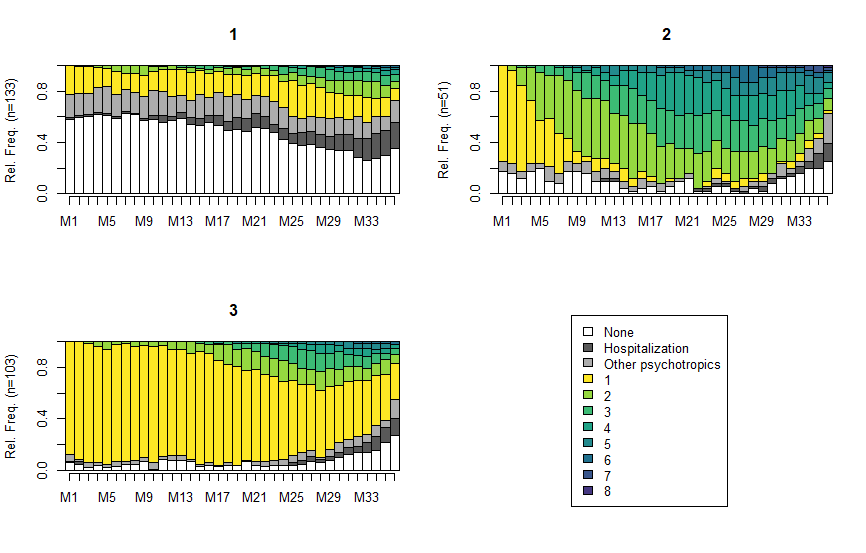 1
Rel. Freq. (n=133)
0.8
0.4
0.0
M1 M5 M9 M13 M17 M21 M25 M29 M33
2
Rel. Freq. (n=51)
0.8
0.4
0.0
M1 M5 M9 M13 M17 M21 M25 M29 M33
3
Rel. Freq. (n=103)
0.8
0.4
0.0
M1 M5 M9 M13 M17 M21 M25 M29 M33
None
Hospitalization
Other psychotropics
1
2
3
4
5
6
7
8